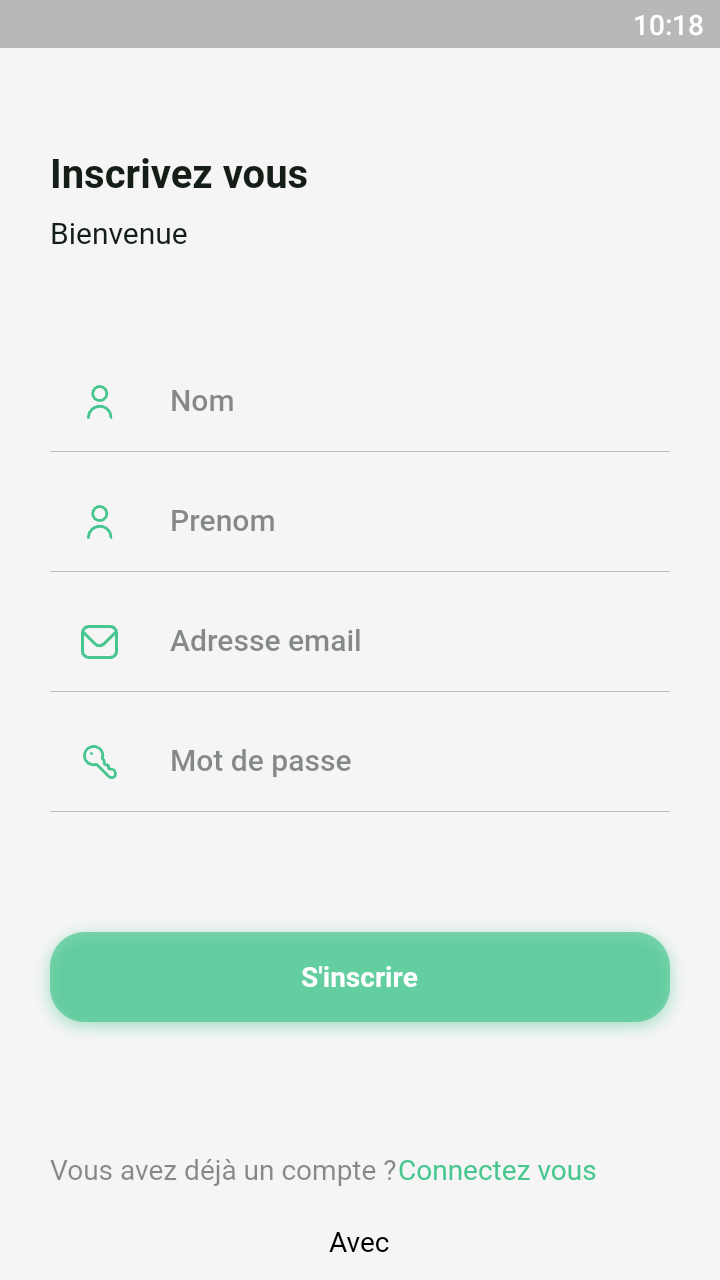 10:18
Inscrivez vous
Bienvenue
Nom
Prenom
Adresse email
Mot de passe
S'inscrire
Vous avez déjà un compte ?Connectez vous
Avec